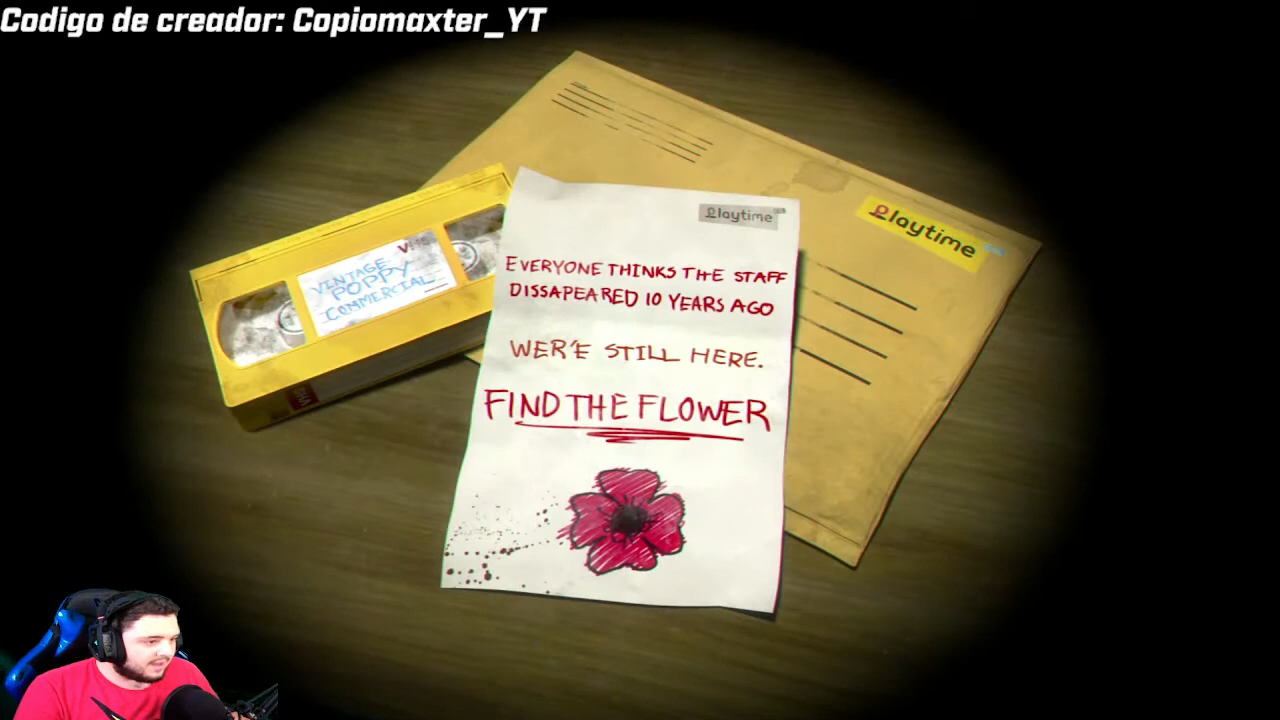 Codigo de creador: Copiomaxter_YT
Playtime
Playtime
VHS
VINTAGE
POPPY
COMMERCIAL
EVERYONE THINKS THE STAFF
DISSAPEARED 10 YEARS AGO
WER'E STILL HERE.
FIND THE FLOWER